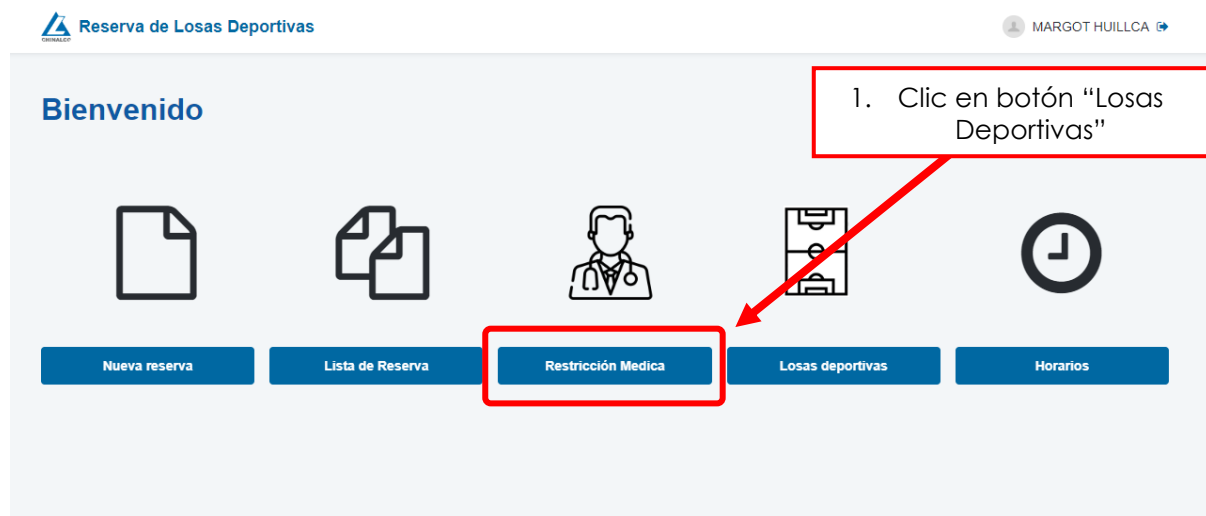 CHINALCO
Reserva de Losas Deportivas
MARGOT HUILLCA
Bienvenido
1. Clic en botón “Losas
Deportivas”
Nueva reserva
Lista de Reserva
Restricción Medica
Losas deportivas
Horarios